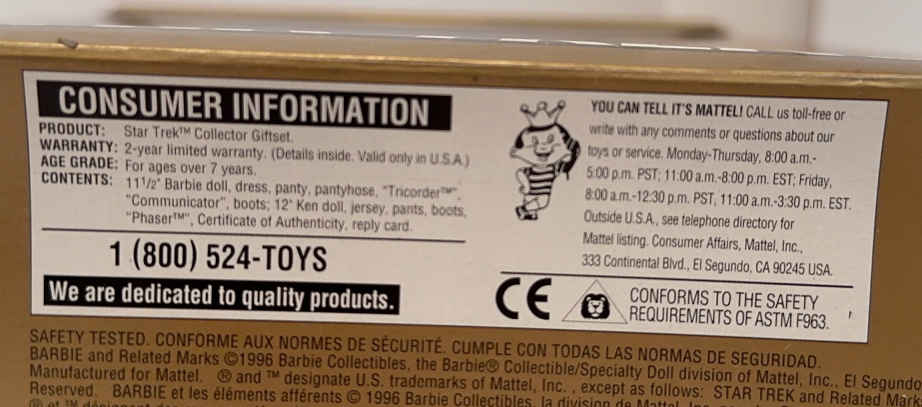 CONSUMER INFORMATION
PRODUCT: Star Trek™ Collector Giftset.
WARRANTY: 2-year limited warranty. (Details inside. Valid only in U.S.A.)
AGE GRADE: For ages over 7 years.
CONTENTS: 11 1/2" Barbie doll, dress, panty, pantyhose, "Tricorder™",
"Communicator", boots; 12" Ken doll, jersey, pants, boots,
"Phaser™", Certificate of Authenticity, reply card.
1 (800) 524-TOYS
We are dedicated to quality products.
YOU CAN TELL IT'S MATTEL! CALL us toll-free or
write with any comments or questions about our
toys or service. Monday-Thursday, 8:00 a.m.-
5:00 p.m. PST; 11:00 a.m.-8:00 p.m. EST; Friday,
8:00 a.m.-12:30 p.m. PST, 11:00 a.m.-3:30 p.m. EST.
Outside U.S.A., see telephone directory for
Mattel listing. Consumer Affairs, Mattel, Inc.,
333 Continental Blvd., El Segundo, CA 90245 USA.
CE
CONFORMS TO THE SAFETY
REQUIREMENTS OF ASTM F963.
SAFETY TESTED. CONFORME AUX NORMES DE SÉCURITÉ. CUMPLE CON TODAS LAS NORMAS DE SEGURIDAD.
BARBIE and Related Marks ©1996 Barbie Collectibles, the Barbie® Collectible/Specialty Doll division of Mattel, Inc., El Segundo
Manufactured for Mattel. ® and ™ designate U.S. trademarks of Mattel, Inc., except as follows: STAR TREK and Related Mark
Reserved. BARBIE et les éléments afférents © 1996 Barbie Collectibles, la division de Mattel